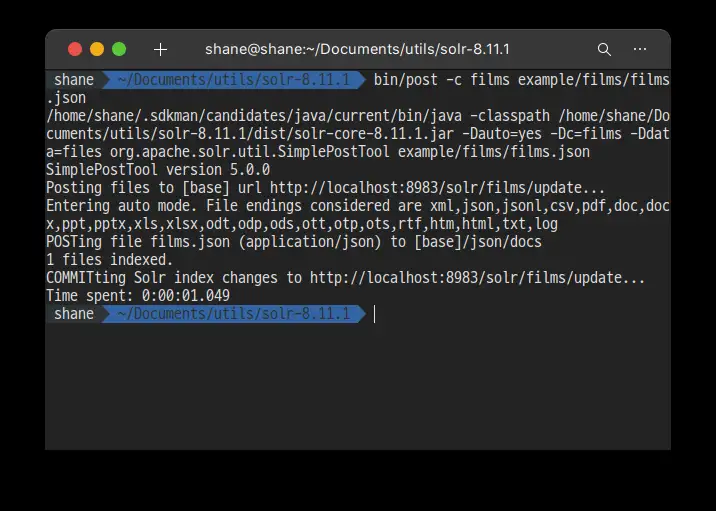 shane@shane:~/Documents/utils/solr-8.11.1
shane ~/Documents/utils/solr-8.11.1 bin/post -c films example/films/films
.json
/home/shane/.sdkman/candidates/java/current/bin/java -classpath /home/shane/Do
cuments/utils/solr-8.11.1/dist/solr-core-8.11.1.jar -Dauto=yes -Dc=films -Ddat
a=files org.apache.solr.util.SimplePostTool example/films/films.json
SimplePostTool version 5.0.0
Posting files to [base] url http://localhost:8983/solr/films/update...
Entering auto mode. File endings considered are xml,json,jsonl,csv,pdf,doc,doc
x,ppt,pptx,xls,xlsx,odt,odp,ods,ott,otp,ots,rtf,htm,html,txt,log
POSTing file films.json (application/json) to [base]/json/docs
1 files indexed.
COMMITting Solr index changes to http://localhost:8983/solr/films/update...
Time spent: 0:00:01.049
shane ~/Documents/utils/solr-8.11.1